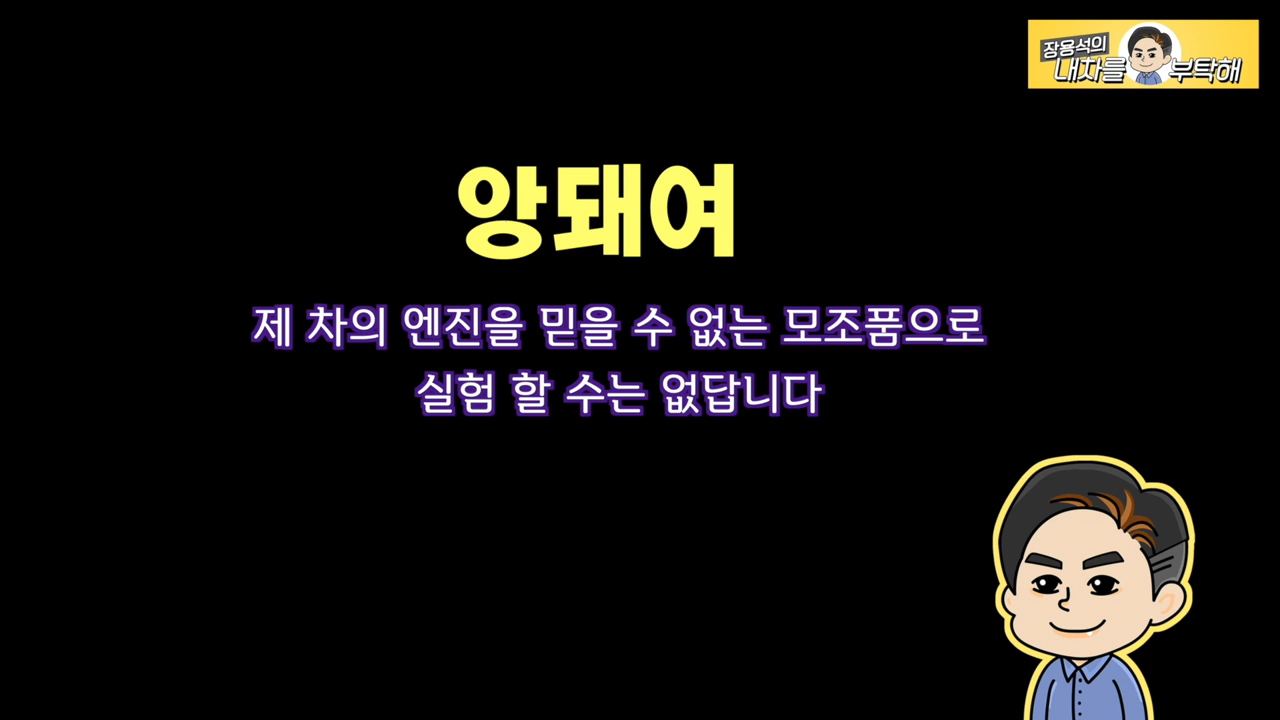 장용석의
내차를 부탁해
앙돼여
제 차의 엔진을 믿을 수 없는 모조품으로
실험 할 수는 없답니다